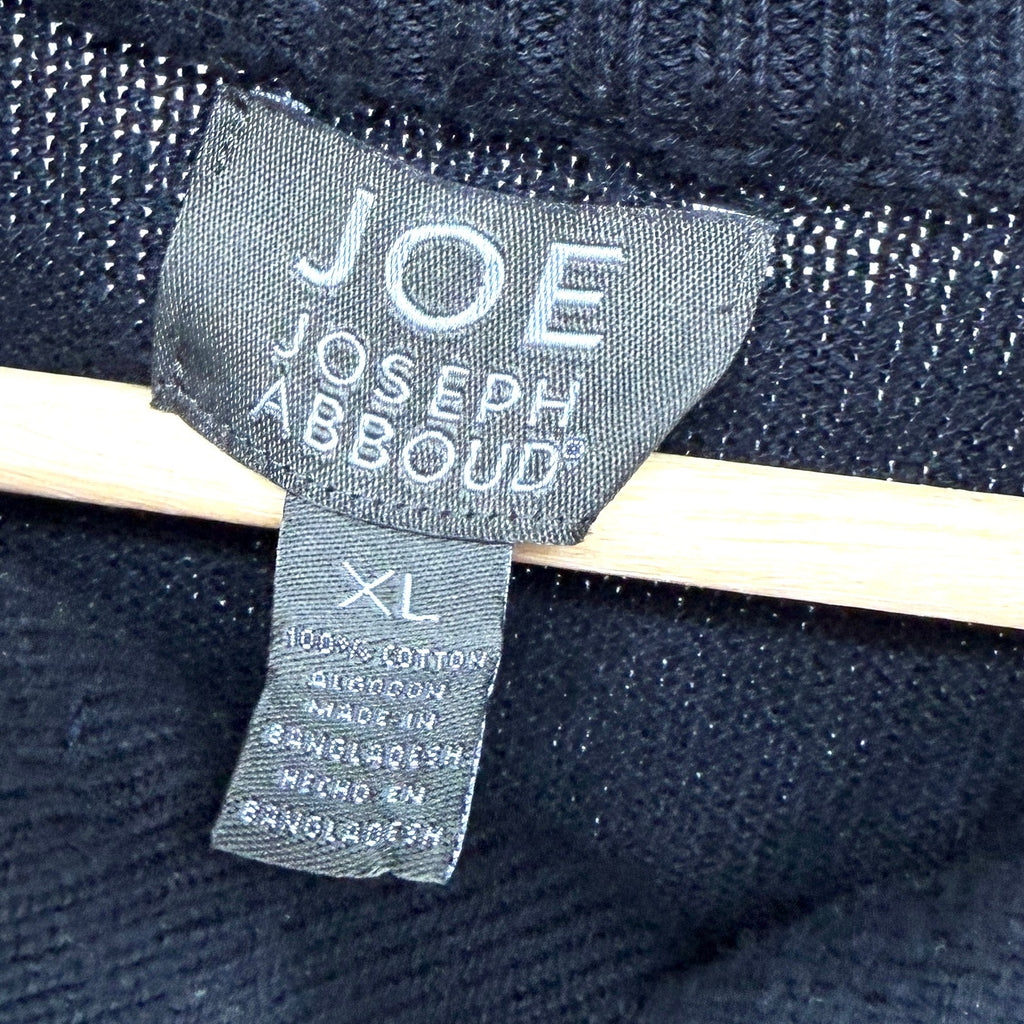 JOE
JOSEPH
ABBOUD®
XL
100% COTTON
ALGODON
MADE IN
BANGLADESH
HECHO EN
BANGLADESH